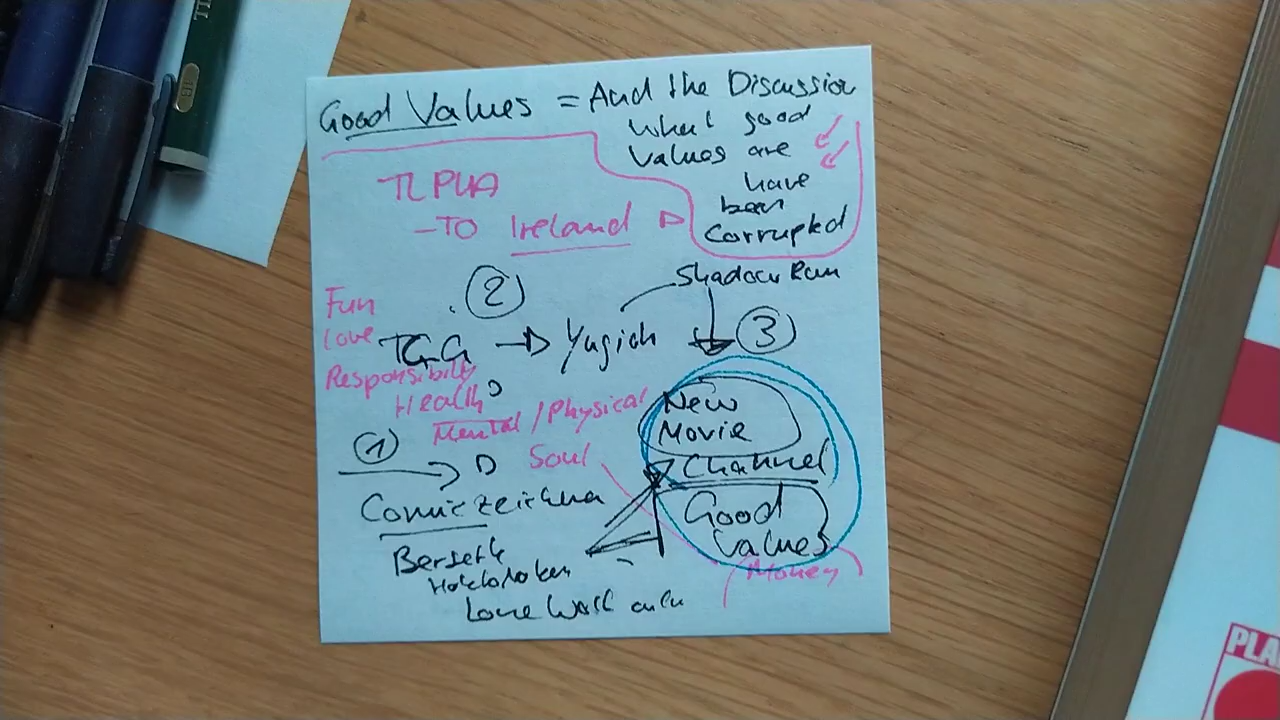 Good Values = And the Discussion
what good
values are
have
been
corrupted
TLPUA
- TO Ireland
Shadow Run
2
Fun
Love
TCG → Yugioh
3
Responsibility
Health
Mental / Physical
New
Movie
Channel
1
Soul
Good
Values
Comiczeichna
Berserk
Money
Lone Wolf
PLA